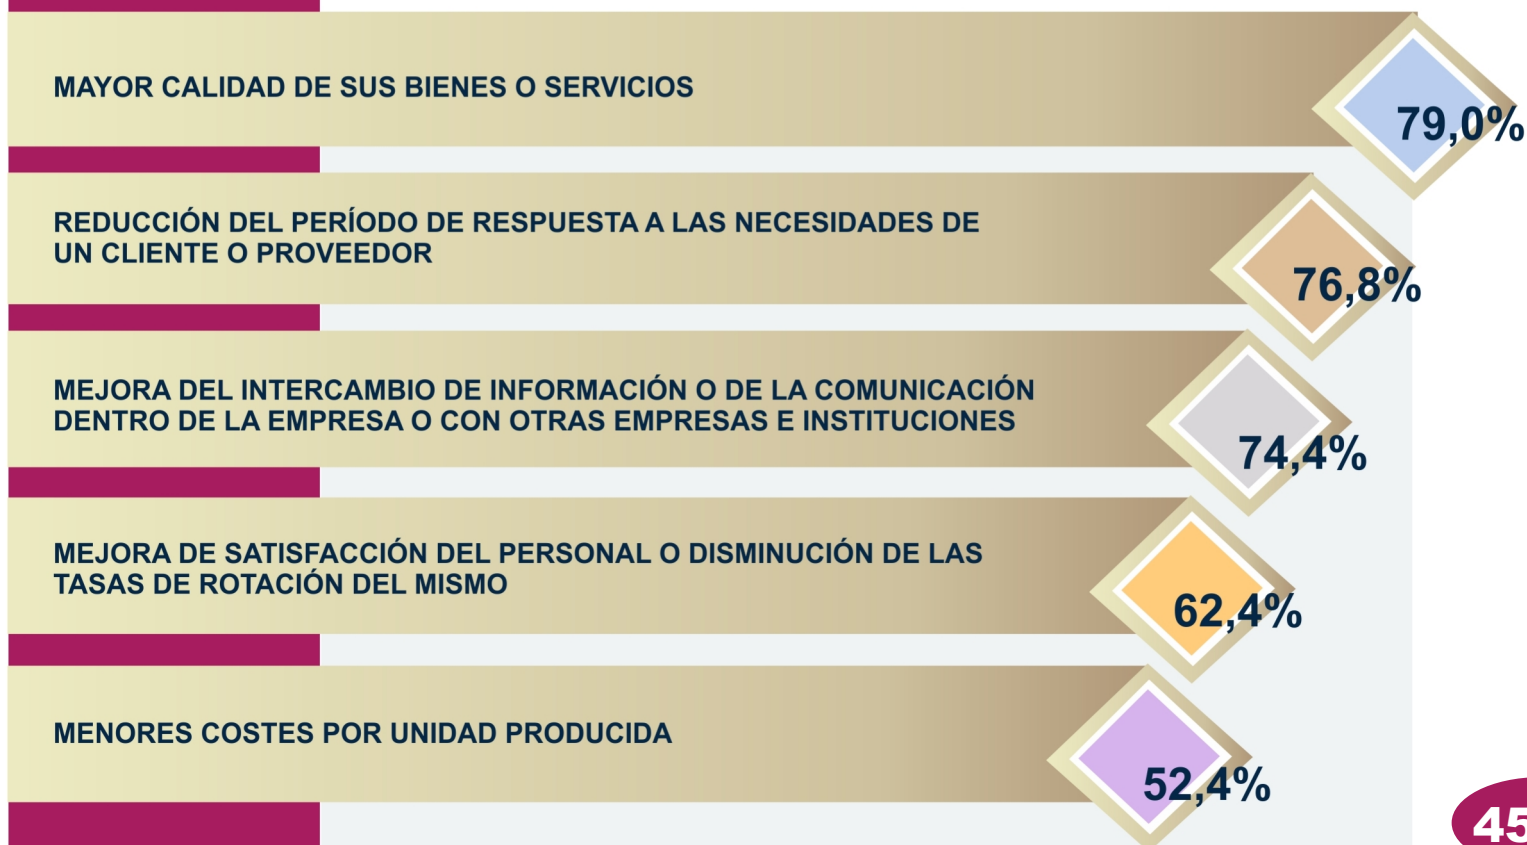 MAYOR CALIDAD DE SUS BIENES O SERVICIOS
79,0%
REDUCCIÓN DEL PERÍODO DE RESPUESTA A LAS NECESIDADES DE
UN CLIENTE O PROVEEDOR
76,8%
MEJORA DEL INTERCAMBIO DE INFORMACIÓN O DE LA COMUNICACIÓN
DENTRO DE LA EMPRESA O CON OTRAS EMPRESAS E INSTITUCIONES
74,4%
MEJORA DE SATISFACCIÓN DEL PERSONAL O DISMINUCIÓN DE LAS
TASAS DE ROTACIÓN DEL MISMO
62,4%
MENORES COSTES POR UNIDAD PRODUCIDA
52,4%
45